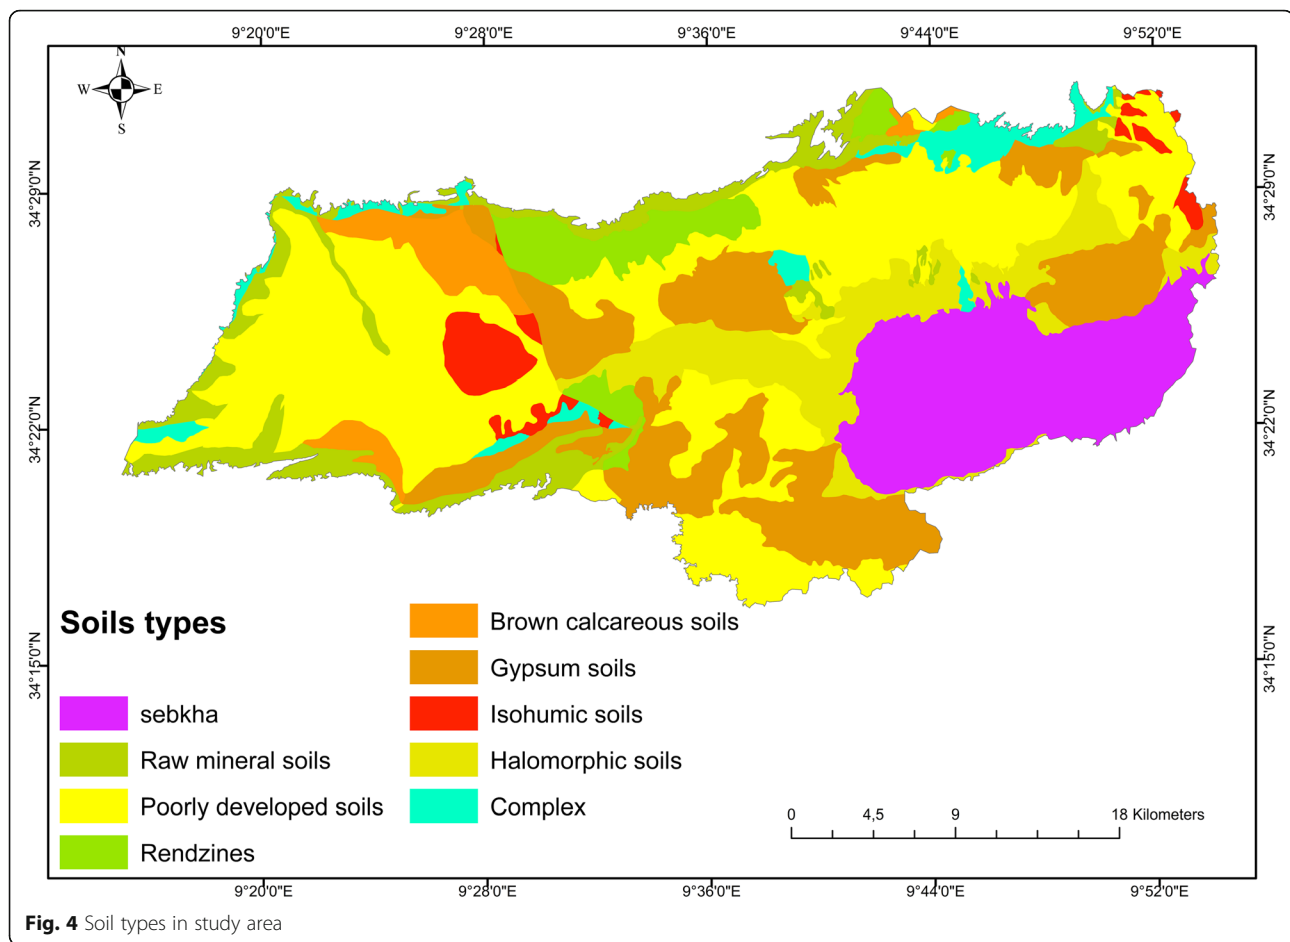 9°20'0"E 9°28'0"E 9°36'0"E 9°44'0"E 9°52'0"E
N
W E
S
34°29'0"N 34°29'0"N
34°22'0"N 34°22'0"N
34°15'0"N 34°15'0"N
Soils types
sebkha
Raw mineral soils
Poorly developed soils
Rendzines
Brown calcareous soils
Gypsum soils
Isohumic soils
Halomorphic soils
Complex
0 4,5 9 18 Kilometers
9°20'0"E 9°28'0"E 9°36'0"E 9°44'0"E 9°52'0"E
Fig. 4 Soil types in study area